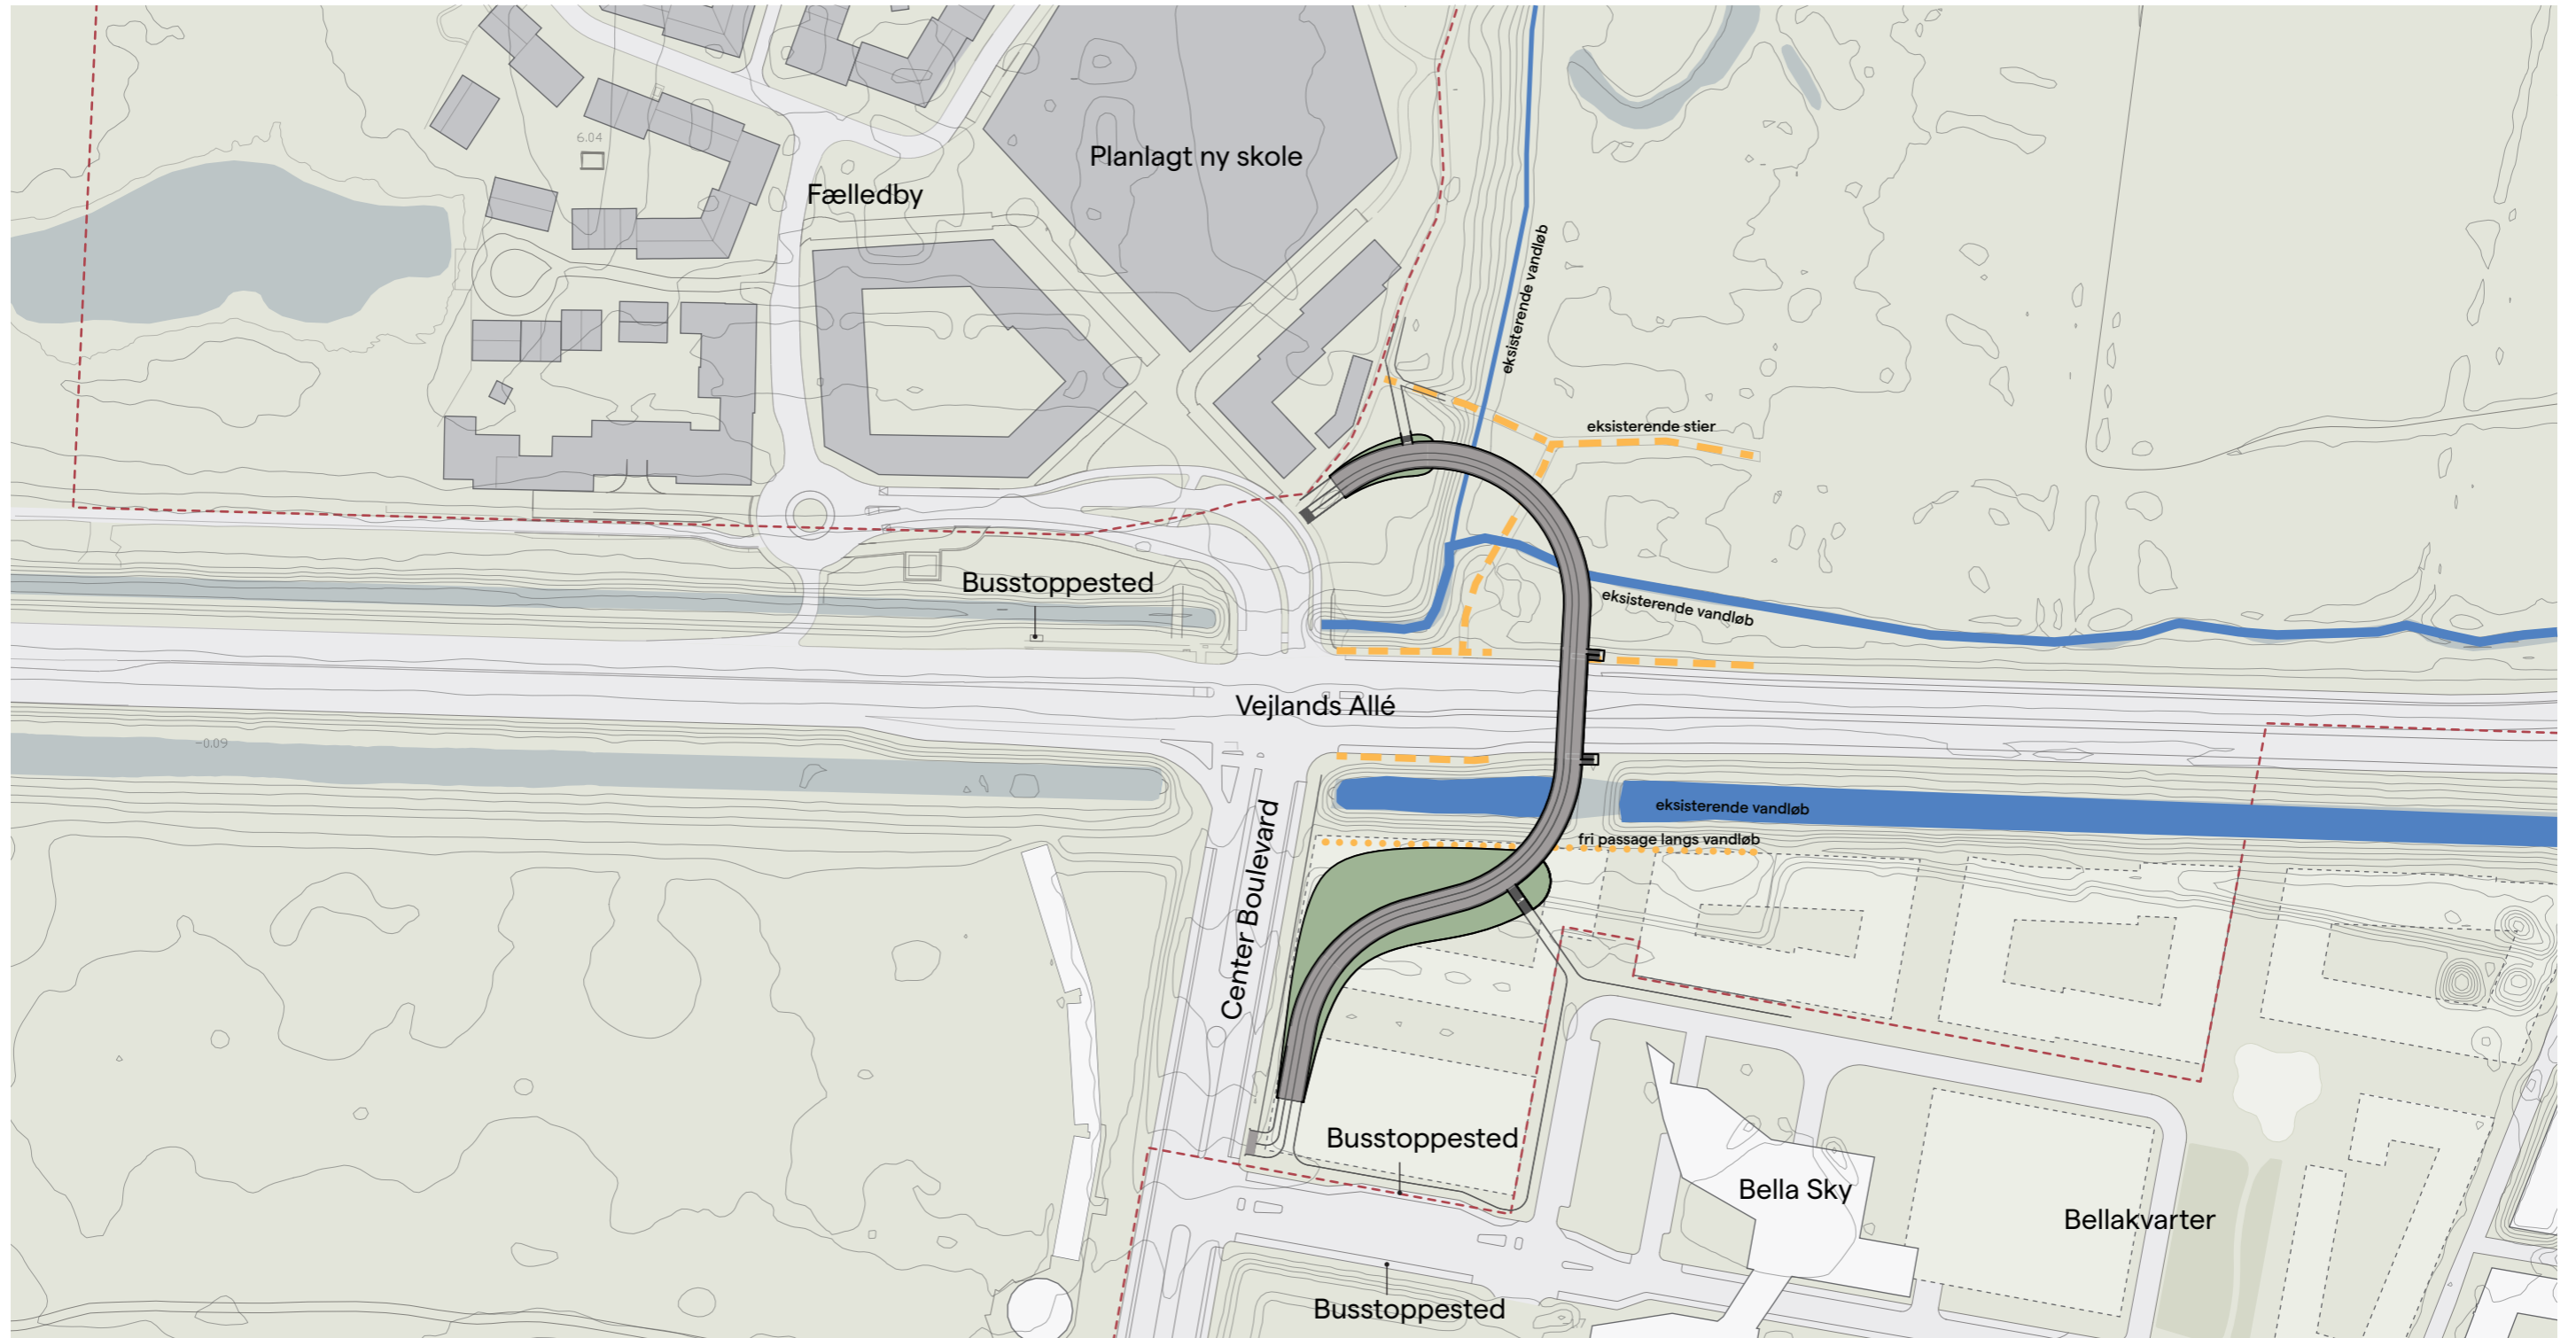 6.04
Planlagt ny skole
Fælledby
eksisterende vandløb
eksisterende stier
Busstoppested
eksisterende vandløb
Vejlands Allé
-0.09
eksisterende vandløb
fri passage langs vandløb
Center Boulevard
Busstoppested
Bella Sky
Bellakvarter
Busstoppested